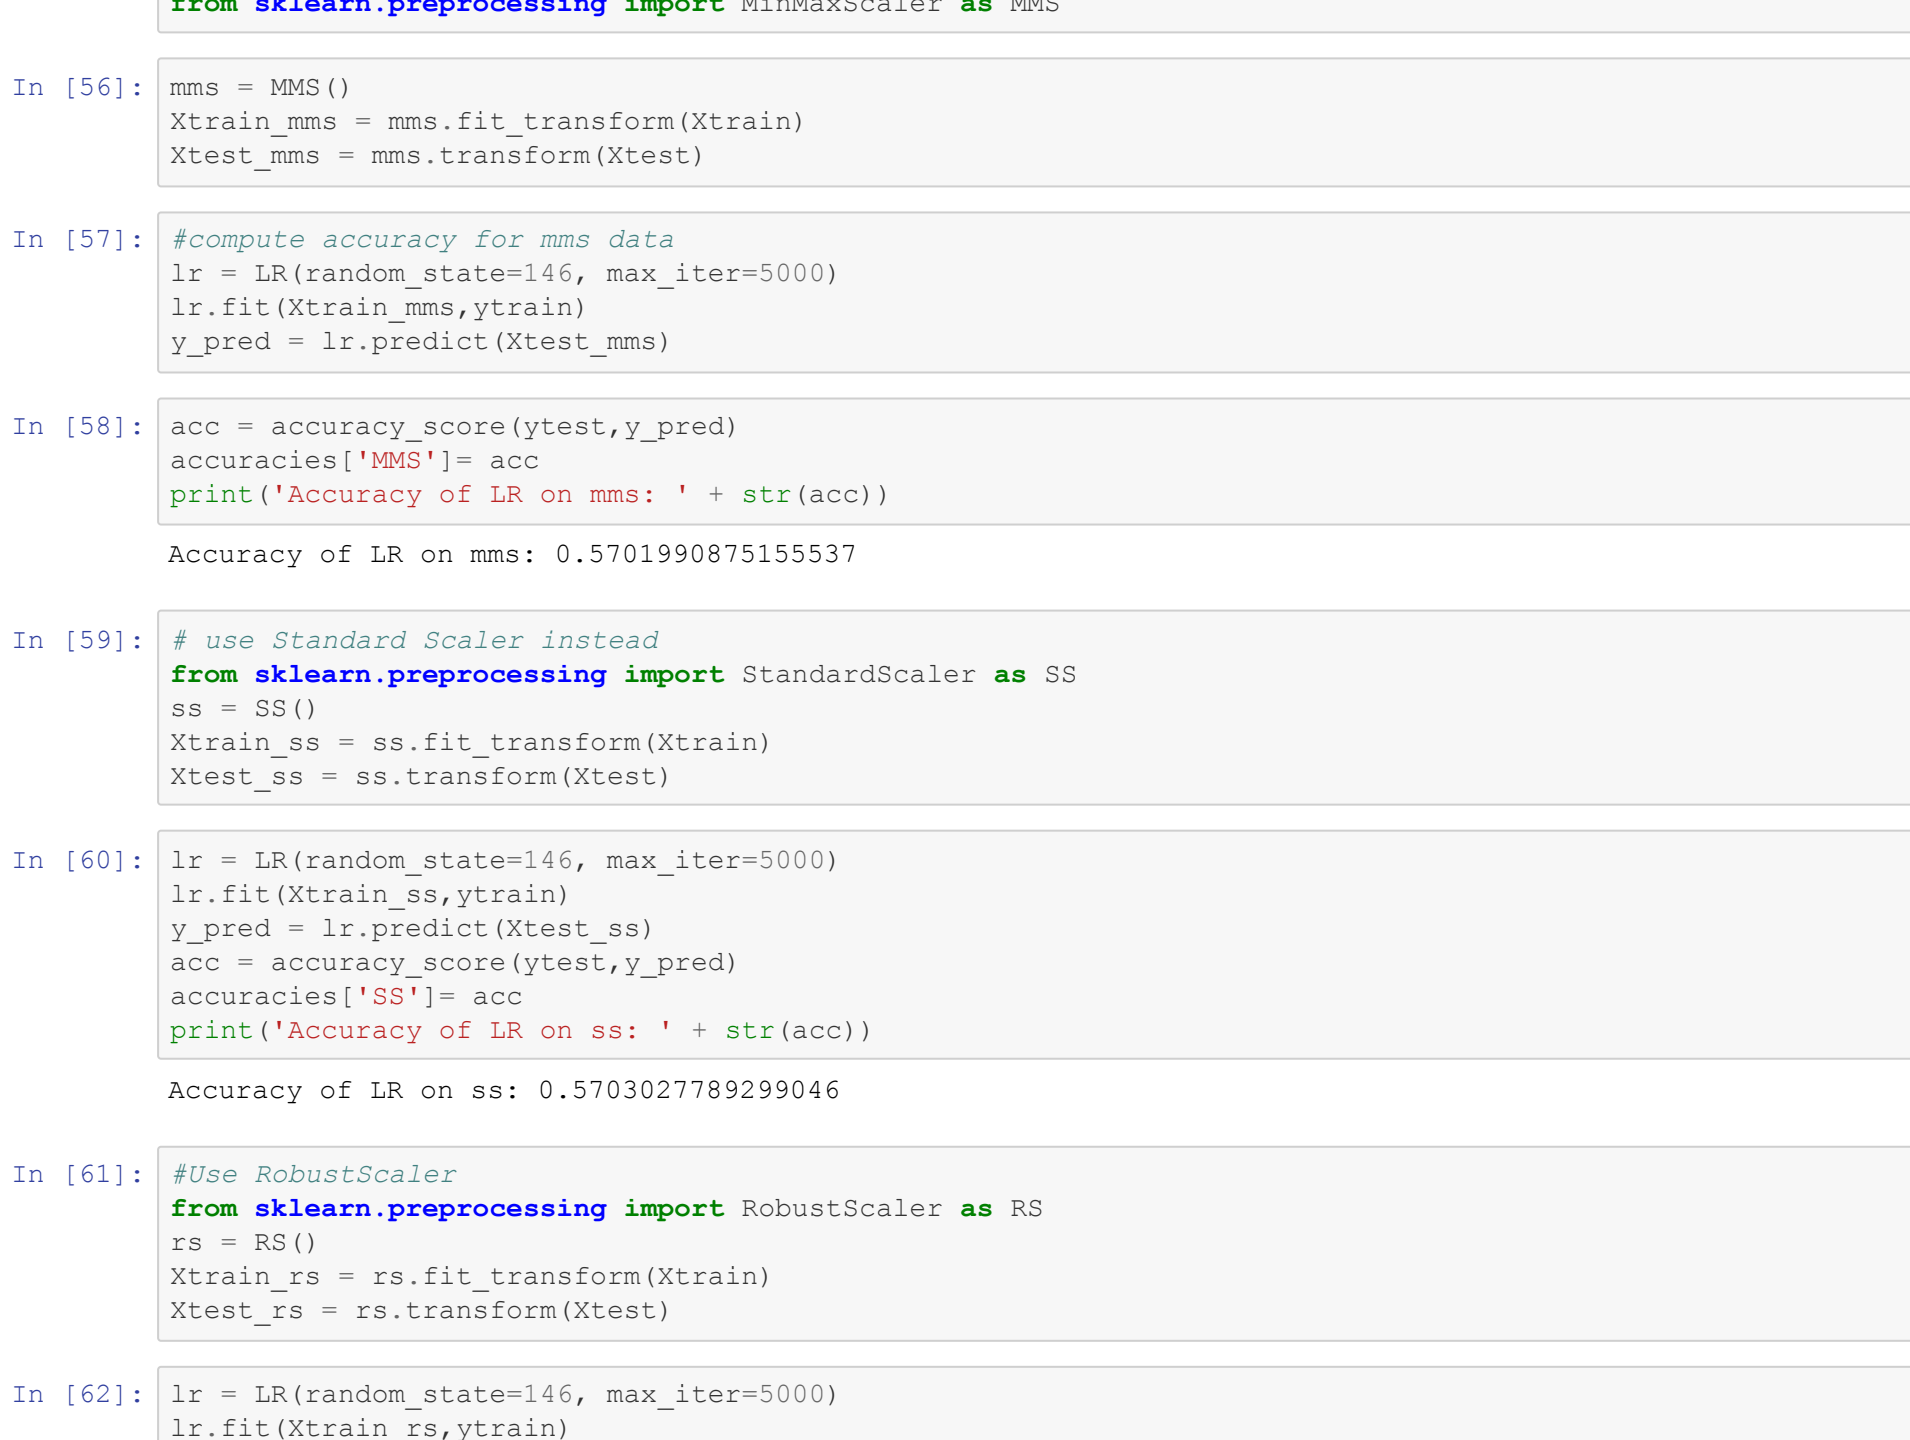 from sklearn.preprocessing import MinMaxScaler as MMS
In [56]: mms = MMS()
Xtrain_mms = mms.fit_transform(Xtrain)
Xtest_mms = mms.transform(Xtest)
In [57]: #compute accuracy for mms data
lr = LR(random_state=146, max_iter=5000)
lr.fit(Xtrain_mms,ytrain)
y_pred = lr.predict(Xtest_mms)
In [58]: acc = accuracy_score(ytest,y_pred)
accuracies['MMS']= acc
print('Accuracy of LR on mms: ' + str(acc))
Accuracy of LR on mms: 0.5701990875155537
In [59]: # use Standard Scaler instead
from sklearn.preprocessing import StandardScaler as SS
ss = SS()
Xtrain_ss = ss.fit_transform(Xtrain)
Xtest_ss = ss.transform(Xtest)
In [60]: lr = LR(random_state=146, max_iter=5000)
lr.fit(Xtrain_ss,ytrain)
y_pred = lr.predict(Xtest_ss)
acc = accuracy_score(ytest,y_pred)
accuracies['SS']= acc
print('Accuracy of LR on ss: ' + str(acc))
Accuracy of LR on ss: 0.5703027789299046
In [61]: #Use RobustScaler
from sklearn.preprocessing import RobustScaler as RS
rs = RS()
Xtrain_rs = rs.fit_transform(Xtrain)
Xtest_rs = rs.transform(Xtest)
In [62]: lr = LR(random_state=146, max_iter=5000)
lr.fit(Xtrain_rs,ytrain)